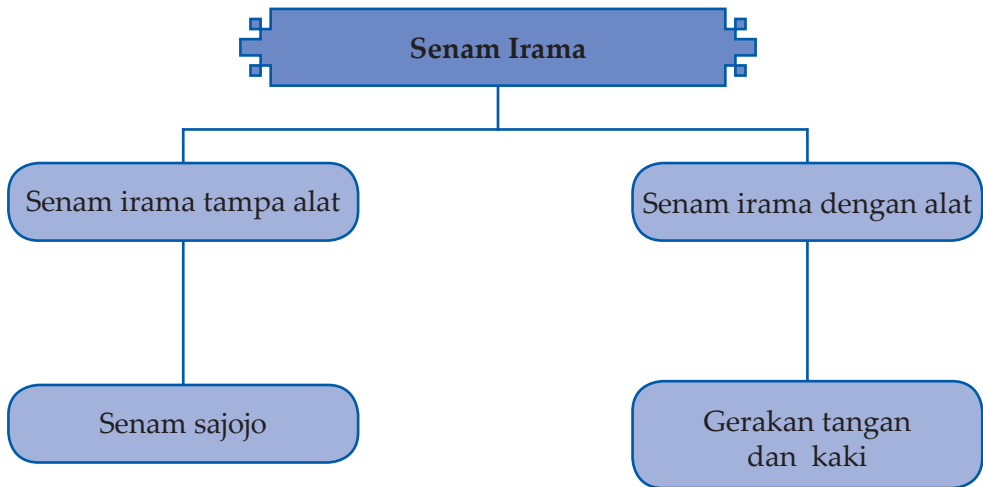 Senam Irama
Senam irama tampa alat
Senam irama dengan alat
Senam sajojo
Gerakan tangan
dan kaki